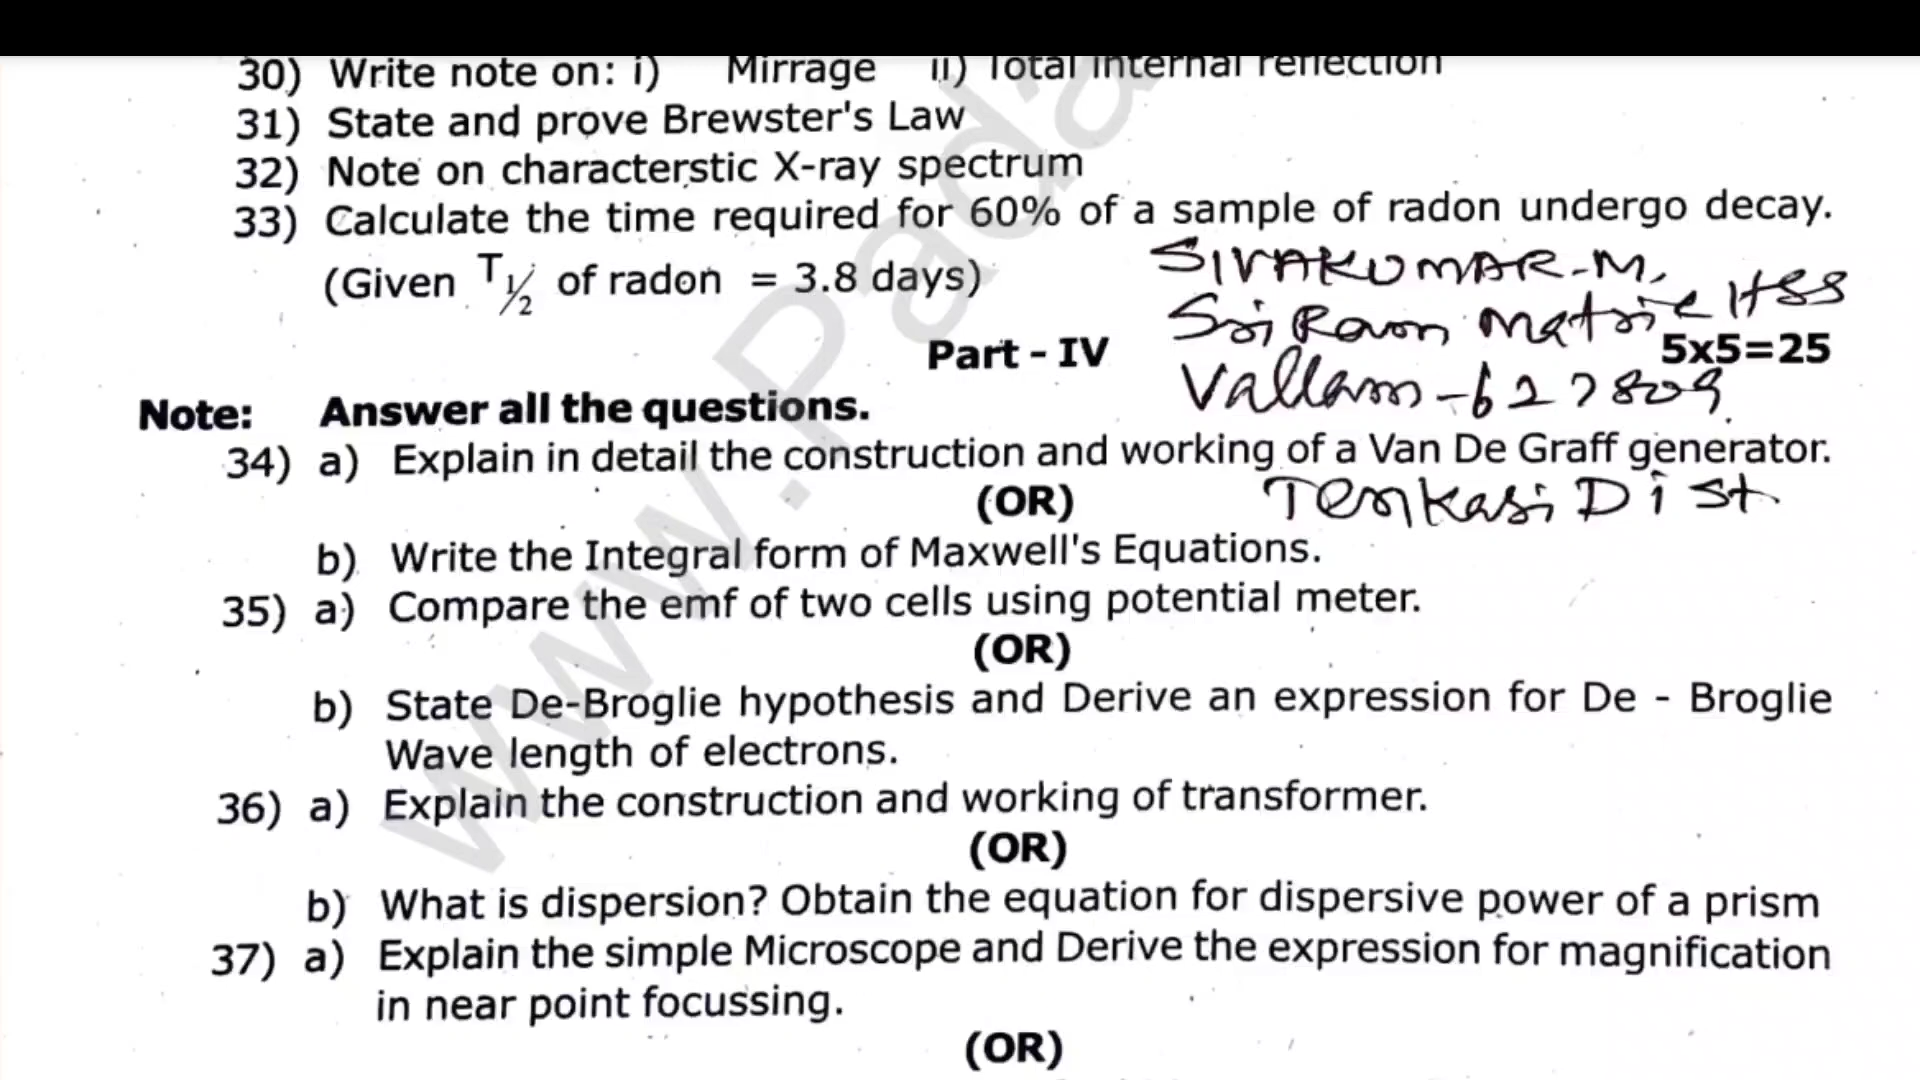 30) Write note on: i) Mirrage ii) Total internal reflection
31) State and prove Brewster's Law
32) Note on characterstic X-ray spectrum
33) Calculate the time required for 60% of a sample of radon undergo decay.
(Given T½ of radon = 3.8 days)
SIVAKUMAR-M,
Sri Ram Matric HSS
Part - IV
5x5=25
Vallam-627809.
Note: Answer all the questions.
34) a) Explain in detail the construction and working of a Van De Graff generator.
(OR)
Tenkasi Dist
b) Write the Integral form of Maxwell's Equations.
35) a) Compare the emf of two cells using potential meter.
(OR)
b) State De-Broglie hypothesis and Derive an expression for De - Broglie
Wave length of electrons.
36) a) Explain the construction and working of transformer.
(OR)
b) What is dispersion? Obtain the equation for dispersive power of a prism
37) a) Explain the simple Microscope and Derive the expression for magnification
in near point focussing.
(OR)
www.Pada